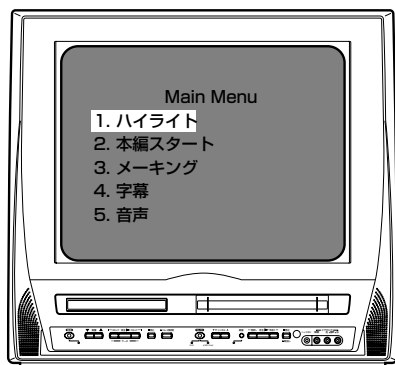 Main Menu
1. ハイライト
2. 本編スタート
3. メーキング
4. 字幕
5. 音声